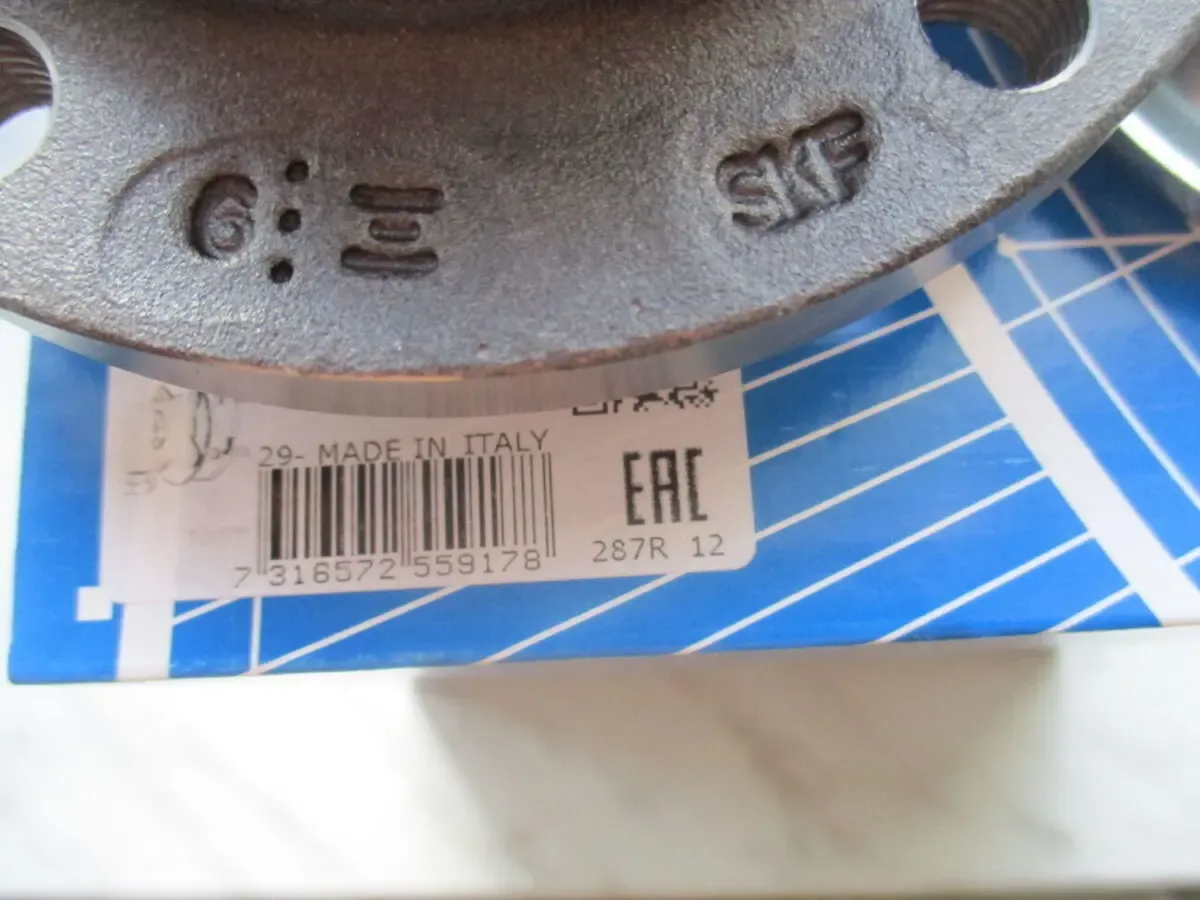 6
SKF
29- MADE IN ITALY
EAC
7 316572 559178
287R 12